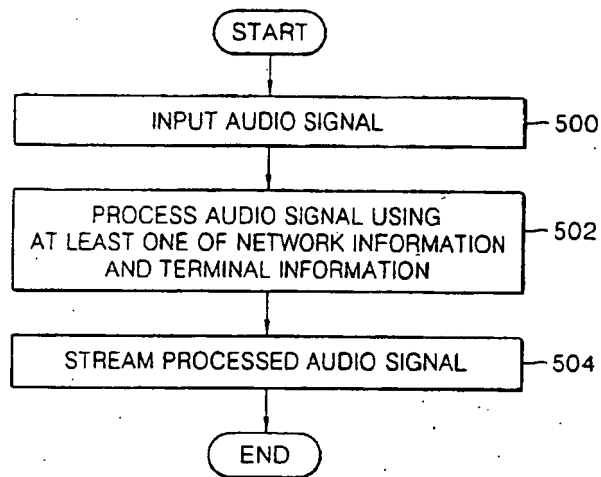 START
INPUT AUDIO SIGNAL
500
PROCESS AUDIO SIGNAL USING
AT LEAST ONE OF NETWORK INFORMATION
AND TERMINAL INFORMATION
502
STREAM PROCESSED AUDIO SIGNAL
504
END